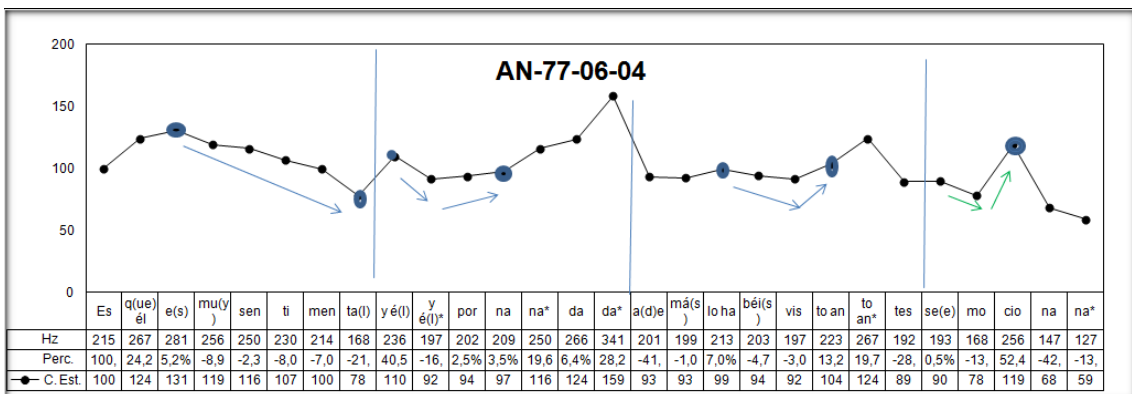 AN-77-06-04
200
150
100
50
0
Es q(ue) él e(s) mu(y) sen ti men ta(l) y é(l) y é(l)* por na na* da da* a(d)e má(s) lo ha béi(s) vis to an to an* tes se(e) mo cio na na*
Hz 215 267 281 256 250 230 214 168 236 197 202 209 250 266 341 201 199 213 203 197 223 267 192 193 168 256 147 127
Perc. 100, 24,2 5,2% -8,9 -2,3 -8,0 -7,0 -21, 40,5 -16, 2,5% 3,5% 19,6 6,4% 28,2 -41, -1,0 7,0% -4,7 -3,0 13,2 19,7 -28, 0,5% -13, 52,4 -42, -13,
C. Est. 100 124 131 119 116 107 100 78 110 92 94 97 116 124 159 93 93 99 94 92 104 124 89 90 78 119 68 59